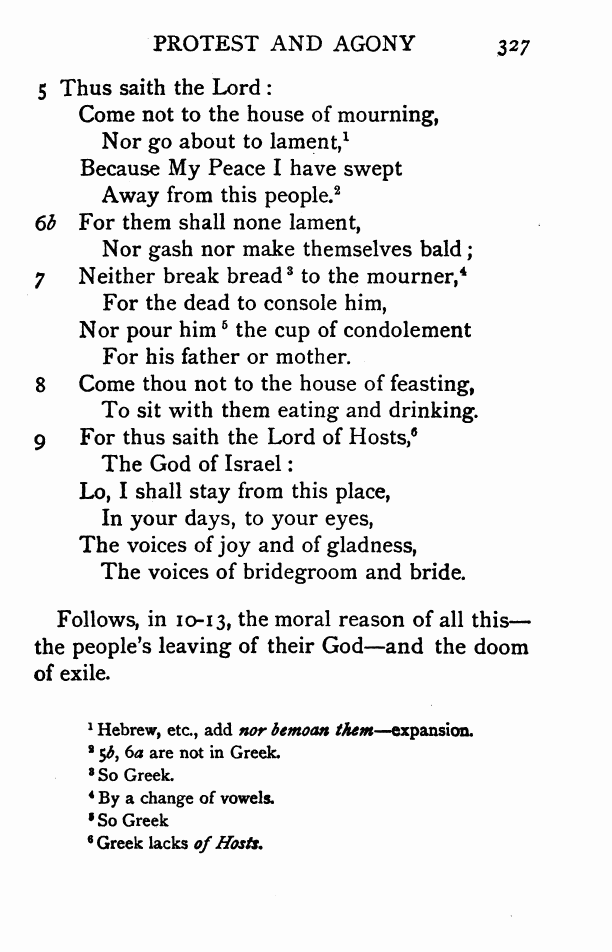 PROTEST AND AGONY 327
5 Thus saith the Lord :
Come not to the house of mourning,
Nor go about to lament,¹
Because My Peace I have swept
Away from this people.²
6b For them shall none lament,
Nor gash nor make themselves bald ;
7 Neither break bread ³ to the mourner,⁴
For the dead to console him,
Nor pour him ⁵ the cup of condolement
For his father or mother.
8 Come thou not to the house of feasting,
To sit with them eating and drinking.
9 For thus saith the Lord of Hosts,⁶
The God of Israel :
Lo, I shall stay from this place,
In your days, to your eyes,
The voices of joy and of gladness,
The voices of bridegroom and bride.
Follows, in 10-13, the moral reason of all this—
the people's leaving of their God—and the doom
of exile.
¹ Hebrew, etc., add nor bemoan them—expansion.
² 5b, 6a are not in Greek.
³ So Greek.
⁴ By a change of vowels.
⁵ So Greek
⁶ Greek lacks of Hosts.